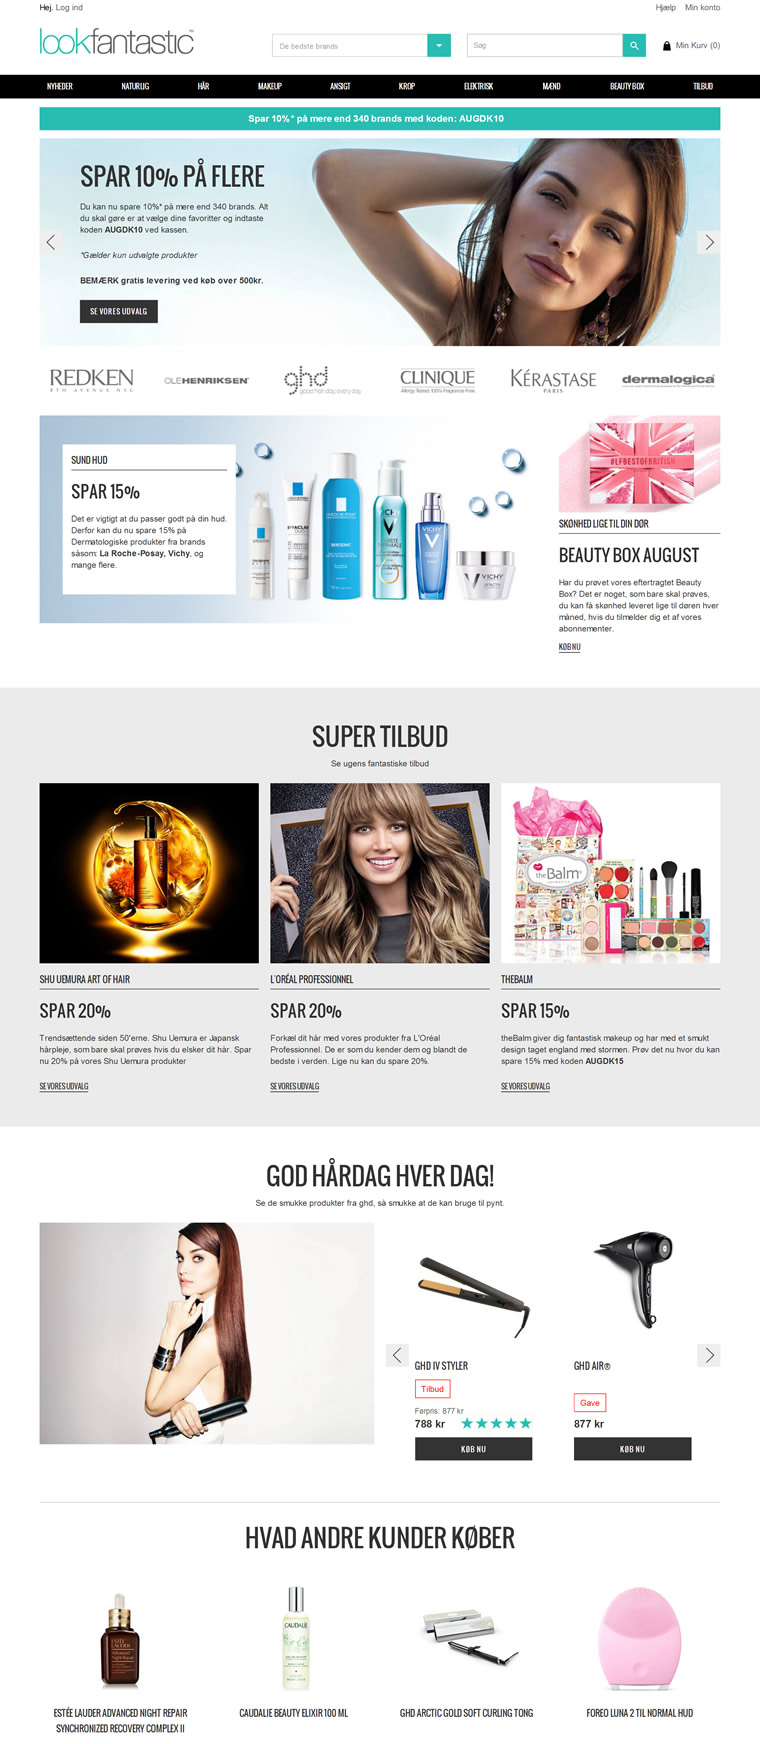 Hej. Log ind
Hjælp Min konto
lookfantastic
De bedste brands
Søg
Min Kurv (0)
NYHEDER NATURLIG HÅR MAKEUP ANSIGT KROP ELEKTRISK MÆND BEAUTY BOX TILBUD
Spar 10%* på mere end 340 brands med koden: AUGDK10
SPAR 10% PÅ FLERE
Du kan nu spare 10%* på mere end 340 brands. Alt
du skal gøre er at vælge dine favoritter og indtaste
koden AUGDK10 ved kassen.
*Gælder kun udvalgte produkter
BEMÆRK gratis levering ved køb over 500kr.
SE VORES UDVALG
REDKEN
5TH AVENUE NYC
OLEHENRIKSEN
ghd
good hair day, every day.
CLINIQUE
Allergy Tested. 100% Fragrance Free.
KÉRASTASE
PARIS
dermalogica
SUND HUD
SPAR 15%
Det er vigtigt at du passer godt på din hud.
Derfor kan du nu spare 15% på
Dermatologiske produkter fra brands
såsom: La Roche-Posay, Vichy, og
mange flere.
LA ROCHE-POSAY
EFFACLAR
VICHY
VICHY
#LFBESTOFBRITISH
SKØNHED LIGE TIL DIN DØR
BEAUTY BOX AUGUST
Har du prøvet vores eftertragtet Beauty
Box? Det er noget, som bare skal prøves,
du kan få skønhed leveret lige til døren hver
måned, hvis du tilmelder dig et af vores
abonnementer.
KØB NU
SUPER TILBUD
Se ugens fantastiske tilbud
theBalm
SHU UEMURA ART OF HAIR
SPAR 20%
Trendsættende siden 50'erne. Shu Uemura er Japansk
hårpleje, som bare skal prøves hvis du elsker dit hår. Spar
nu 20% på vores Shu Uemura produkter
SE VORES UDVALG
L'ORÉAL PROFESSIONNEL
SPAR 20%
Forkæl dit hår med vores produkter fra L'Oréal
Professionnel. De er som du kender dem og blandt de
bedste i verden. Lige nu kan du spare 20%.
SE VORES UDVALG
THEBALM
SPAR 15%
theBalm giver dig fantastisk makeup og har med et smukt
design taget england med stormen. Prøv det nu hvor du kan
spare 15% med koden AUGDK15
SE VORES UDVALG
GOD HÅRDAG HVER DAG!
Se de smukke produkter fra ghd, så smukke at de kan bruge til pynt.
GHD IV STYLER
Tilbud
Førpris: 877 kr
788 kr
KØB NU
GHD AIR®
Gave
877 kr
KØB NU
HVAD ANDRE KUNDER KØBER
ESTĒE
LAUDER
Advanced
Night Repair
CAUDALIE
ESTÉE LAUDER ADVANCED NIGHT REPAIR
SYNCHRONIZED RECOVERY COMPLEX II
CAUDALIE BEAUTY ELIXIR 100 ML
GHD ARCTIC GOLD SOFT CURLING TONG
FOREO LUNA 2 TIL NORMAL HUD